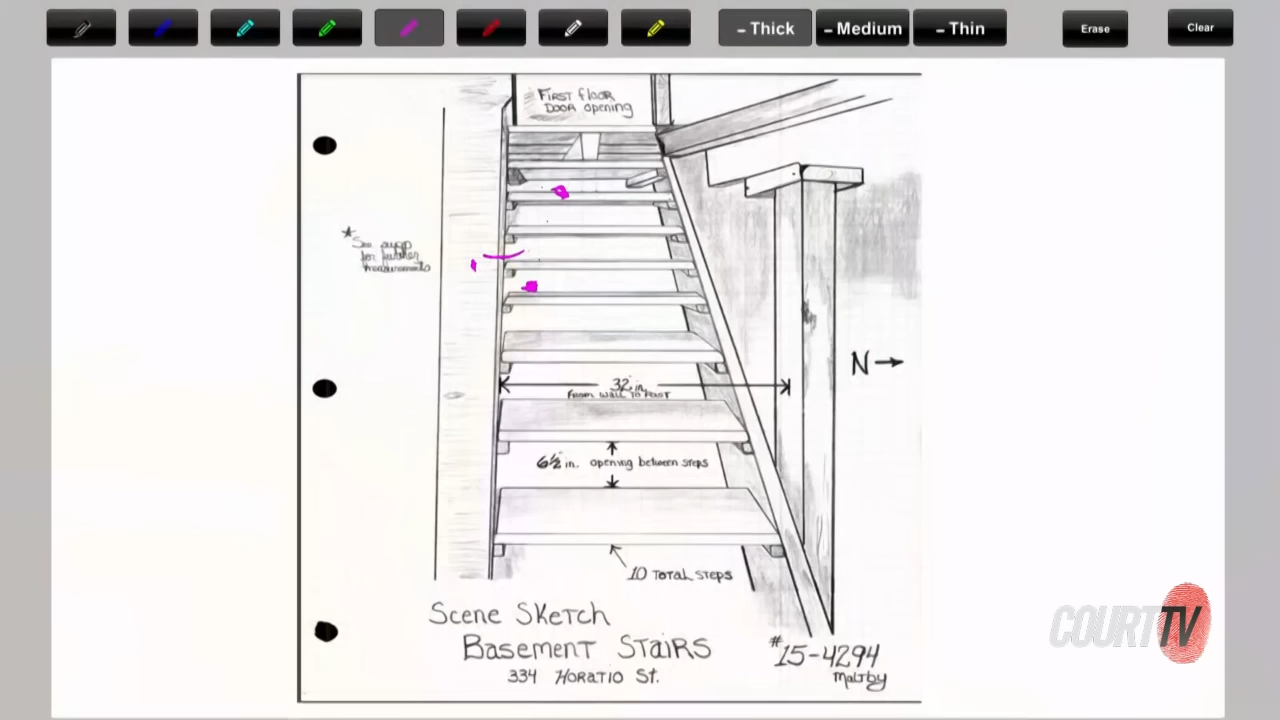 – Thick
– Medium
– Thin
Erase
Clear
First floor
Door opening
See
for further
measurements
N
32 in.
From wall to post
6½ in. opening between steps
10 Total Steps
Scene Sketch
Basement Stairs
334 Horatio St.
#15-4294
Maltby
COURT TV